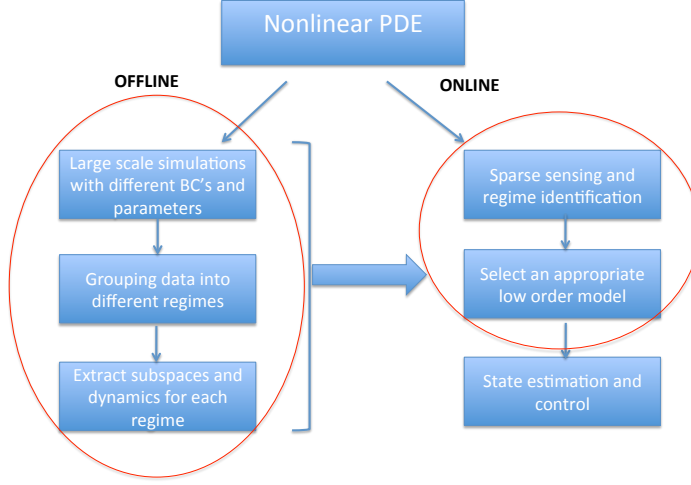 Nonlinear PDE
OFFLINE
ONLINE
Large scale simulations
with different BC's and
parameters
Grouping data into
different regimes
Extract subspaces and
dynamics for each
regime
Sparse sensing and
regime identification
Select an appropriate
low order model
State estimation and
control